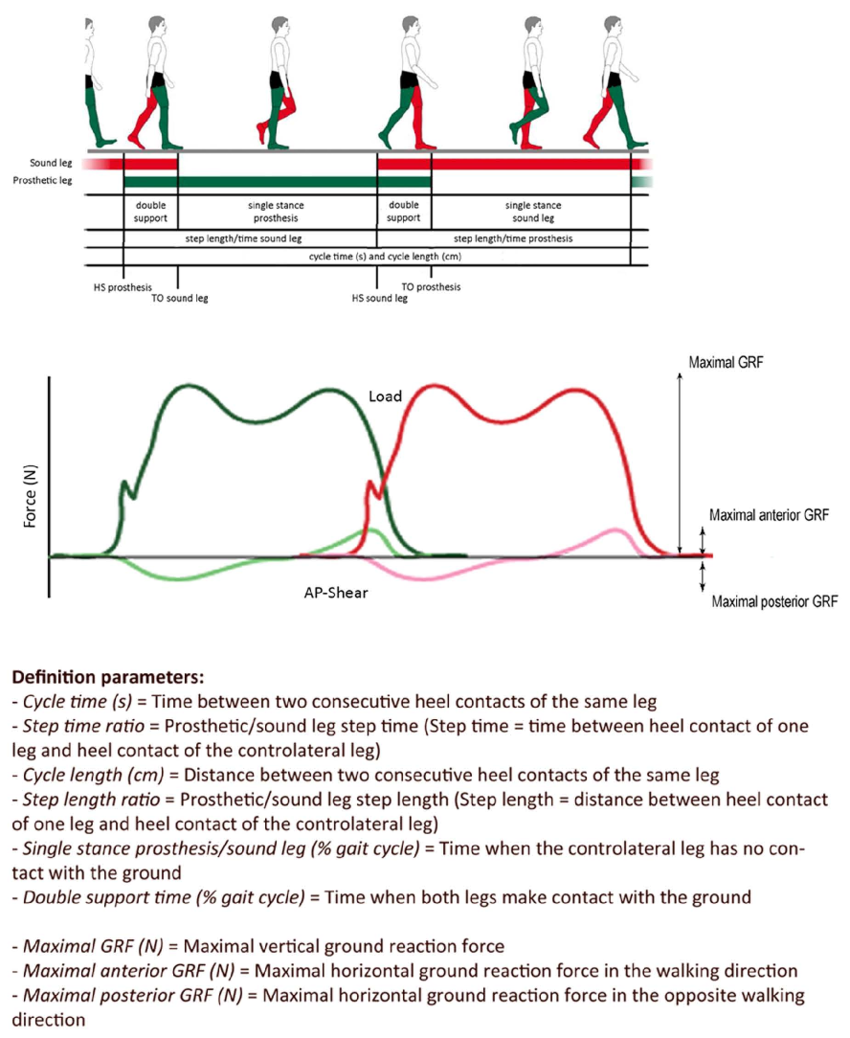 Sound leg
Prosthetic leg
double
support
single stance
prosthesis
double
support
single stance
sound leg
step length/time sound leg
step length/time prosthesis
cycle time (s) and cycle length (cm)
HS prosthesis
TO sound leg
HS sound leg
TO prosthesis
Maximal GRF
Load
Force (N)
Maximal anterior GRF
AP-Shear
Maximal posterior GRF
Definition parameters:
- Cycle time (s) = Time between two consecutive heel contacts of the same leg
- Step time ratio = Prosthetic/sound leg step time (Step time = time between heel contact of one
leg and heel contact of the controlateral leg)
- Cycle length (cm) = Distance between two consecutive heel contacts of the same leg
- Step length ratio = Prosthetic/sound leg step length (Step length = distance between heel contact
of one leg and heel contact of the controlateral leg)
- Single stance prosthesis/sound leg (% gait cycle) = Time when the controlateral leg has no con-
tact with the ground
- Double support time (% gait cycle) = Time when both legs make contact with the ground
- Maximal GRF (N) = Maximal vertical ground reaction force
- Maximal anterior GRF (N) = Maximal horizontal ground reaction force in the walking direction
- Maximal posterior GRF (N) = Maximal horizontal ground reaction force in the opposite walking
direction